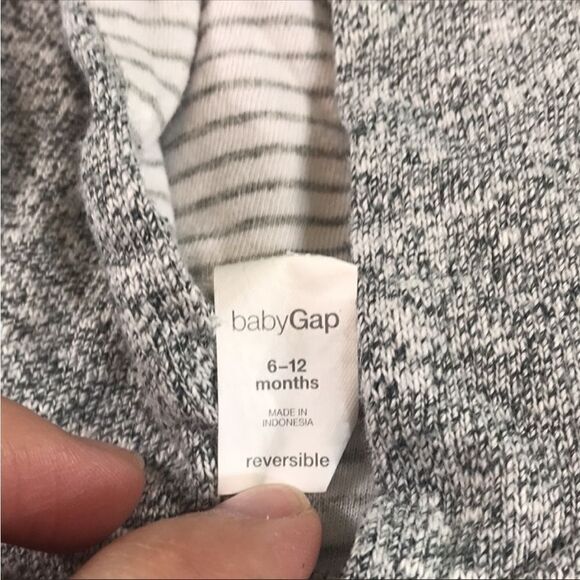 babyGap
6–12
months
MADE IN
INDONESIA
reversible